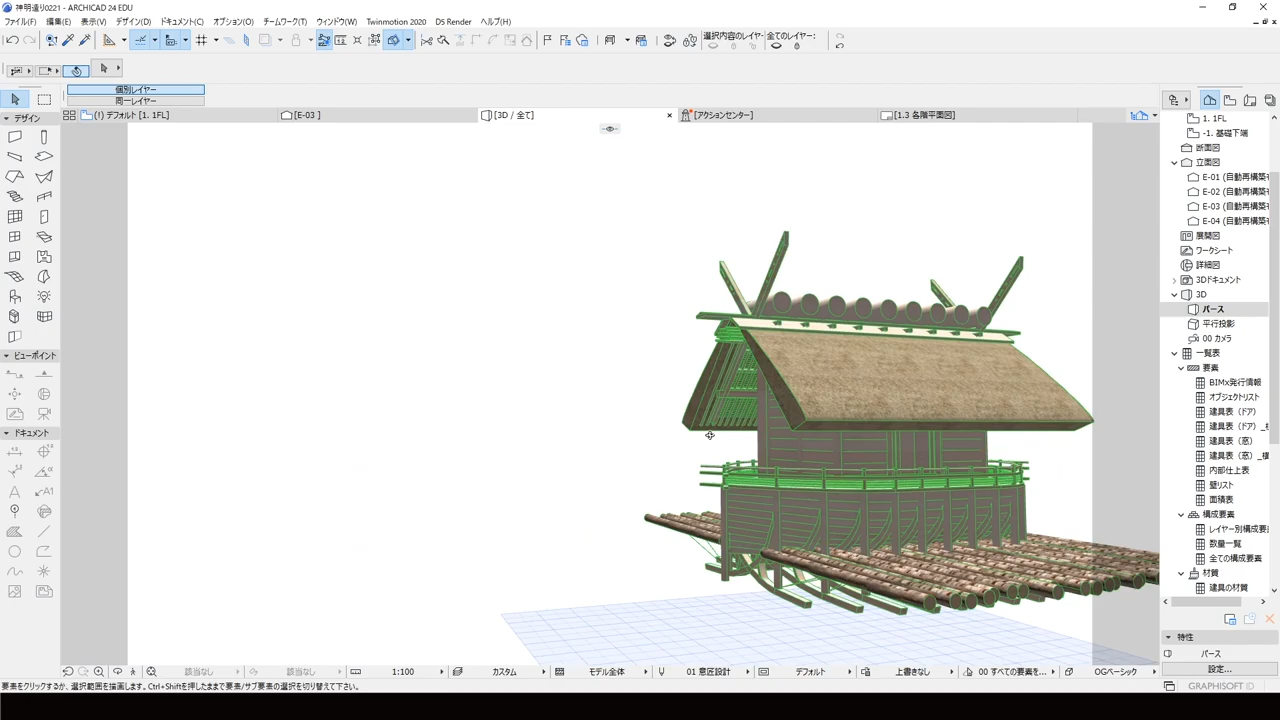 神明造り0221 - ARCHICAD 24 EDU
ファイル(F) 編集(E) 表示(V) デザイン(D) ドキュメント(C) オプション(O) チームワーク(T) ウィンドウ(W) Twinmotion 2020 DS Render ヘルプ(H)
選択内容のレイヤー:
全てのレイヤー:
個別レイヤー
同一レイヤー
デザイン
(!) デフォルト [1. 1FL]
[E-03 ]
[3D / 全て]
[アクションセンター]
[1.3 各階平面図]
ビューポイント
ドキュメント
A1
1. 1FL
-1. 基礎下端
断面図
立面図
E-01 (自動再構築モ
E-02 (自動再構築モ
E-03 (自動再構築モ
E-04 (自動再構築モ
展開図
ワークシート
詳細図
3Dドキュメント
3D
パース
平行投影
00 カメラ
一覧表
要素
BIMx発行情報
オブジェクトリスト
建具表（ドア）
建具表（ドア）_
建具表（窓）
建具表（窓）_横
内部仕上表
壁リスト
面積表
構成要素
レイヤー別構成要
数量一覧
全ての構成要素
材質
建具の材質
特性
パース
設定...
GRAPHISOFT
該当なし
該当なし
1:100
カスタム
モデル全体
01 意匠設計
デフォルト
上書きなし
00 すべての要素を...
OGベーシック
要素をクリックするか、選択範囲を描画します。Ctrl+Shiftを押したままで要素/サブ要素の選択を切り替えて下さい。